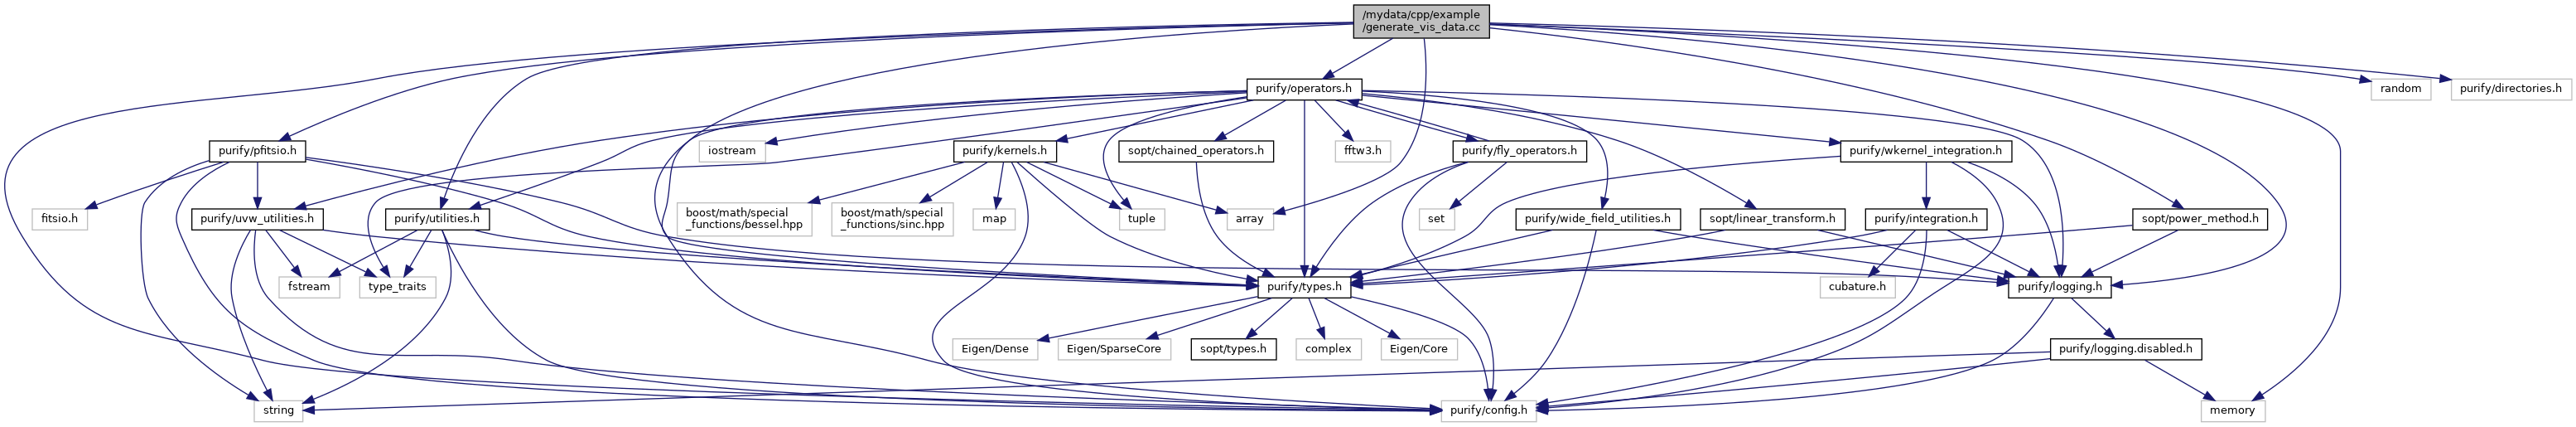 /mydata/cpp/example
/generate_vis_data.cc
purify/operators.h
random
purify/directories.h
purify/pfitsio.h
iostream
purify/kernels.h
sopt/chained_operators.h
fftw3.h
purify/fly_operators.h
purify/wkernel_integration.h
fitsio.h
purify/uvw_utilities.h
purify/utilities.h
boost/math/special
_functions/bessel.hpp
boost/math/special
_functions/sinc.hpp
map
tuple
array
set
purify/wide_field_utilities.h
sopt/linear_transform.h
purify/integration.h
sopt/power_method.h
fstream
type_traits
purify/types.h
cubature.h
purify/logging.h
Eigen/Dense
Eigen/SparseCore
sopt/types.h
complex
Eigen/Core
purify/logging.disabled.h
string
purify/config.h
memory